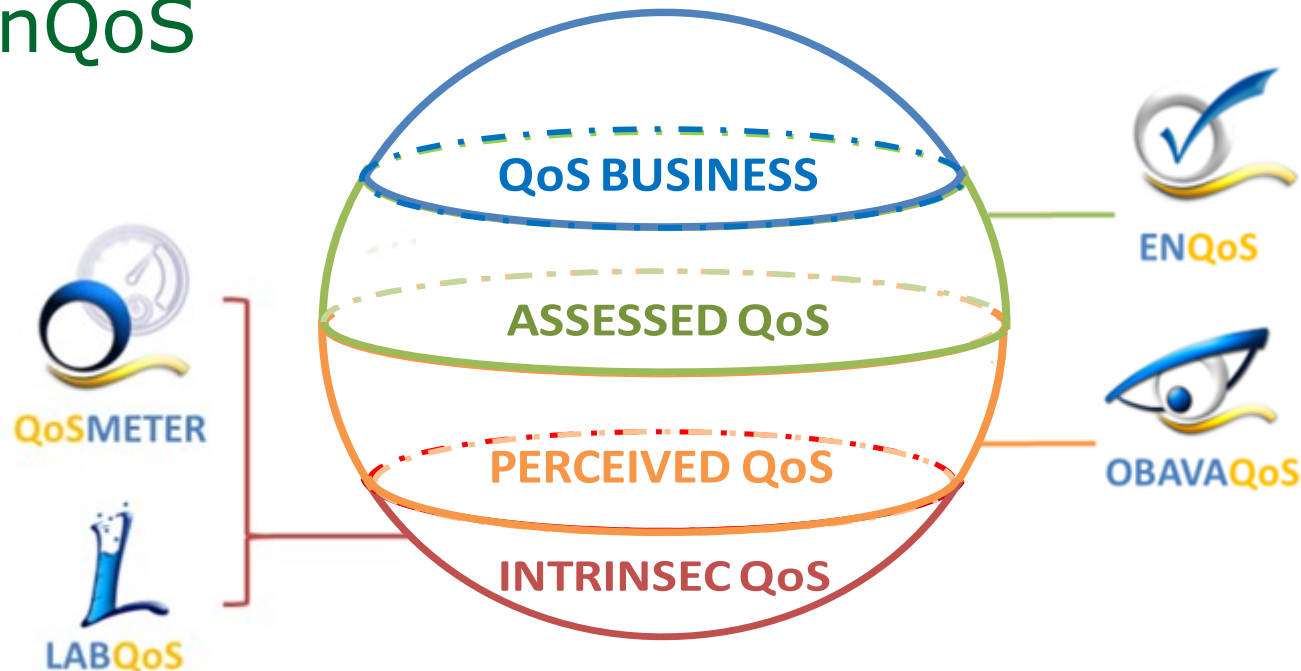 nQoS
QoS BUSINESS
ENQoS
ASSESSED QoS
QoSMETER
PERCEIVED QoS
OBAVAQoS
INTRINSEC QoS
LABQoS